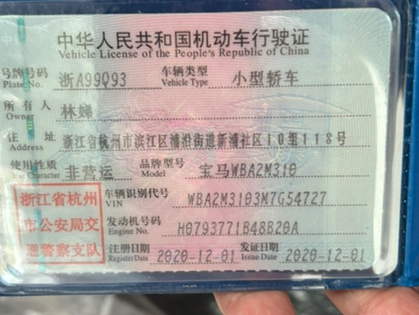 中华人民共和国机动车行驶证
Vehicle License of the People's Republic of China
号牌号码 浙A99Q93 车辆类型 小型轿车
Plate No. Vehicle Type
所有人 林娣
Owner
住址 浙江省杭州市滨江区浦沿街道新浦社区10组118号
Address
使用性质 非营运 品牌型号 宝马WBA2M310
Use Character Model
浙江省杭州
市公安局交
通警察支队
车辆识别代号 WBA2M3103M7G54727
VIN
发动机号码 H0793771B48B20A
Engine No.
注册日期 2020-12-01 发证日期 2020-12-01
Register Date Issue Date